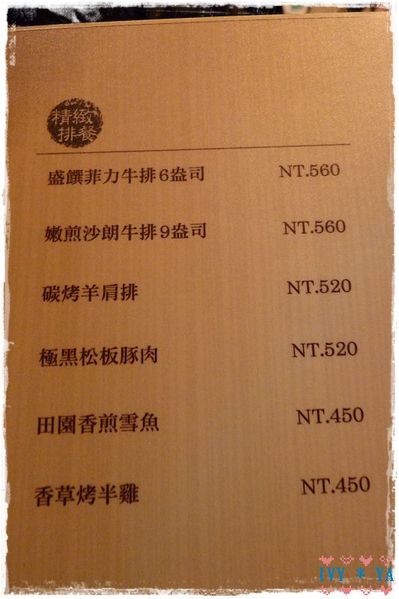 精緻
排餐
盛饌菲力牛排6盎司 NT.560
嫩煎沙朗牛排9盎司 NT.560
碳烤羊肩排 NT.520
極黑松板豚肉 NT.520
田園香煎雪魚 NT.450
香草烤半雞 NT.450
IVY * YA